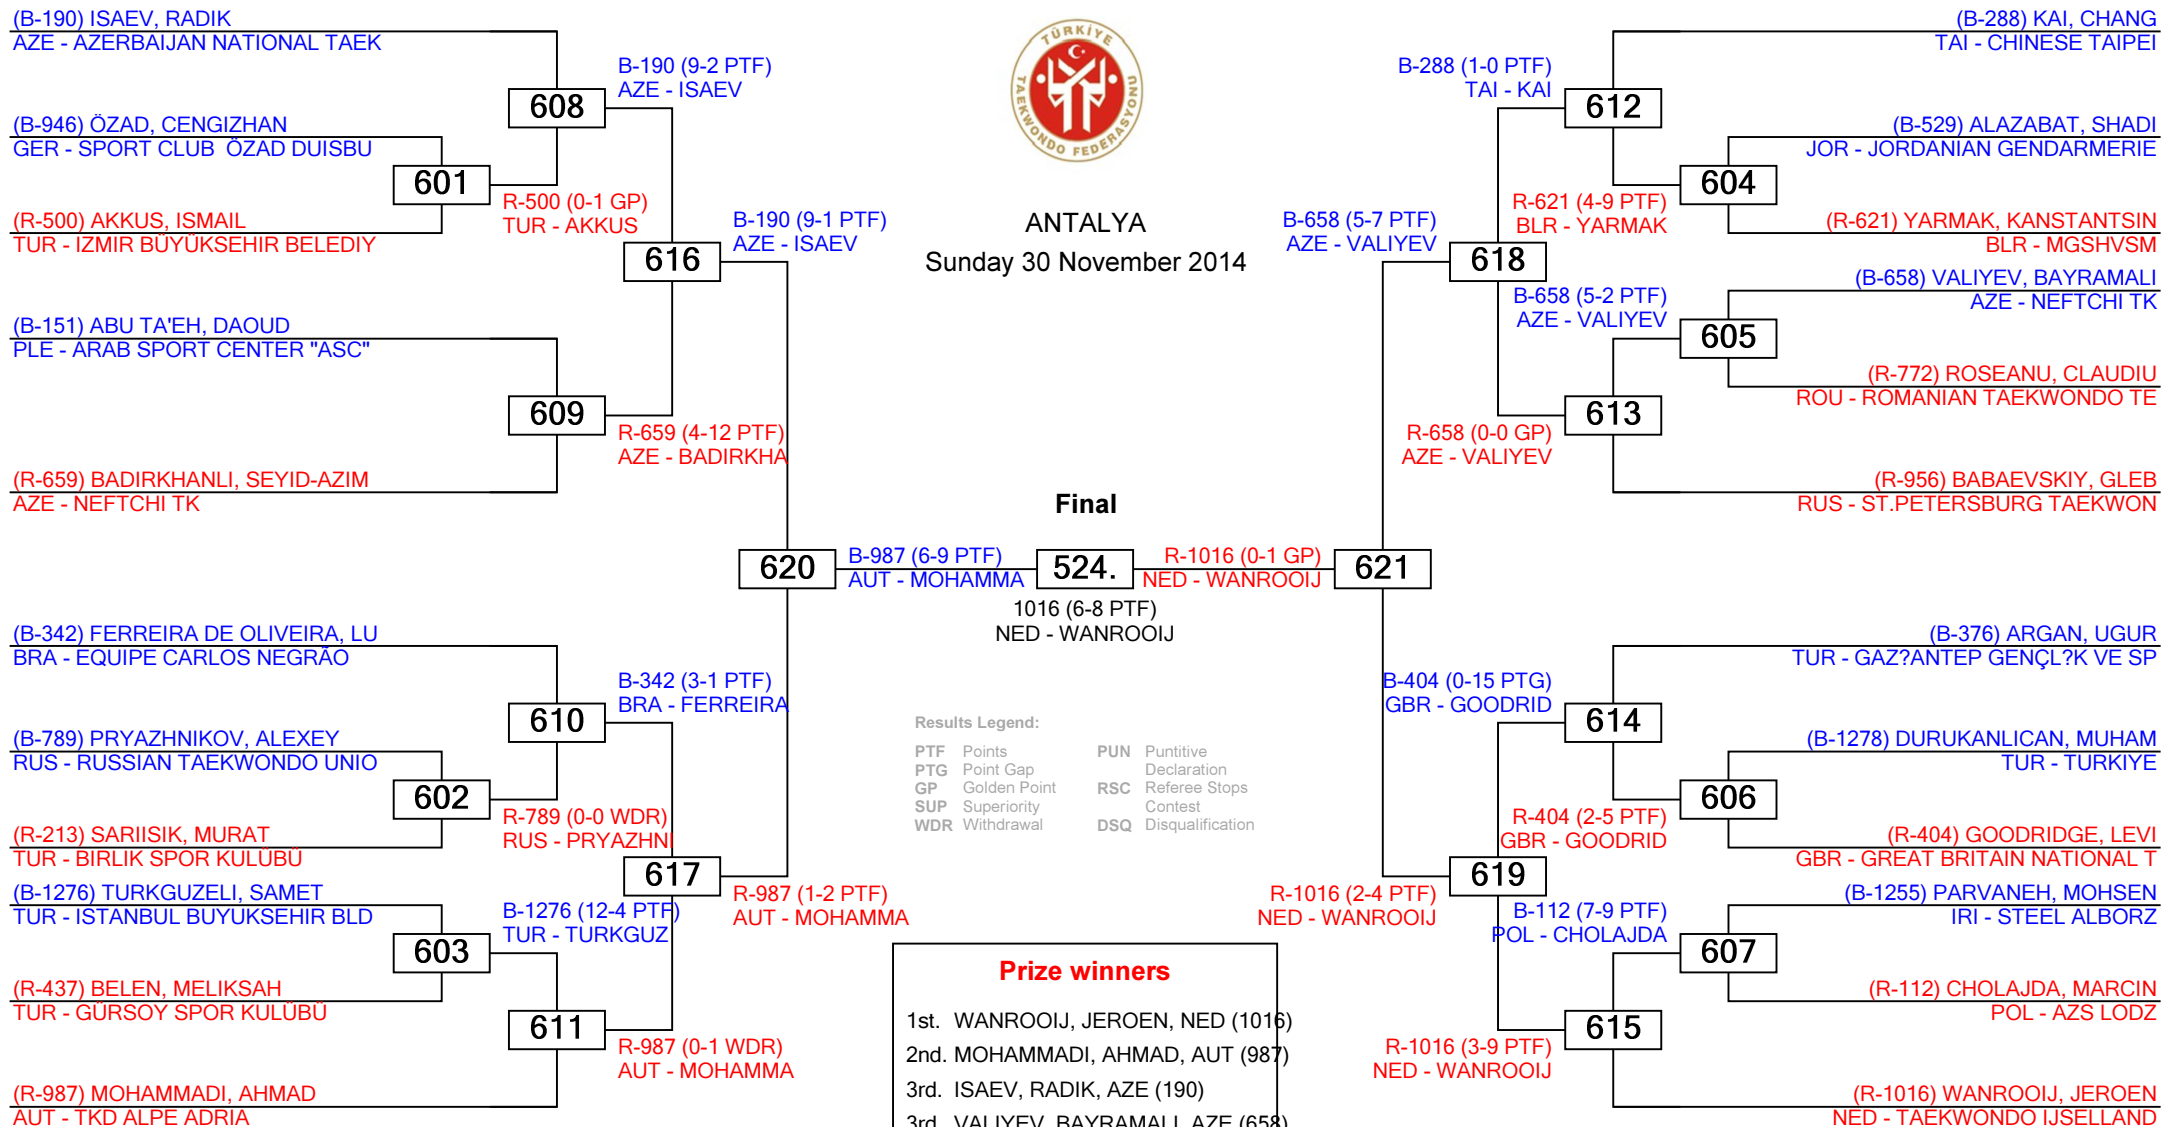 (B-190) ISAEV, RADIK
AZE - AZERBAIJAN NATIONAL TAEK
(B-946) ÖZAD, CENGIZHAN
GER - SPORT CLUB  ÖZAD DUISBU
(R-500) AKKUS, ISMAIL
TUR - IZMIR BÜYÜKSEHIR BELEDIY
(B-151) ABU TA'EH, DAOUD
PLE - ARAB SPORT CENTER "ASC"
(R-659) BADIRKHANLI, SEYID-AZIM
AZE - NEFTCHI TK
(B-342) FERREIRA DE OLIVEIRA, LU
BRA - EQUIPE CARLOS NEGRÃO
(B-789) PRYAZHNIKOV, ALEXEY
RUS - RUSSIAN TAEKWONDO UNIO
(R-213) SARIISIK, MURAT
TUR - BIRLIK SPOR KULÜBÜ
(B-1276) TURKGUZELI, SAMET
TUR - ISTANBUL BUYUKSEHIR BLD
(R-437) BELEN, MELIKSAH
TUR - GÜRSOY SPOR KULÜBÜ
(R-987) MOHAMMADI, AHMAD
AUT - TKD ALPE ADRIA
601
R-500 (0-1 GP)
TUR - AKKUS
602
R-789 (0-0 WDR)
RUS - PRYAZHNI
603
B-1276 (12-4 PTF)
TUR - TURKGUZ
608
B-190 (9-2 PTF)
AZE - ISAEV
609
R-659 (4-12 PTF)
AZE - BADIRKHA
610
B-342 (3-1 PTF)
BRA - FERREIRA
611
R-987 (0-1 WDR)
AUT - MOHAMMA
616
B-190 (9-1 PTF)
AZE - ISAEV
617
R-987 (1-2 PTF)
AUT - MOHAMMA
620
B-987 (6-9 PTF)
AUT - MOHAMMA
TÜRKİYE
TAEKWONDO FEDERASYONU
ANTALYA
Sunday 30 November 2014
Final
524.
1016 (6-8 PTF)
NED - WANROOIJ
Results Legend:
PTF Points
PTG Point Gap
GP Golden Point
SUP Superiority
WDR Withdrawal
PUN Puntitive
Declaration
RSC Referee Stops
Contest
DSQ Disqualification
Prize winners
1st. WANROOIJ, JEROEN, NED (1016)
2nd. MOHAMMADI, AHMAD, AUT (987)
3rd. ISAEV, RADIK, AZE (190)
3rd. VALIYEV, BAYRAMALI, AZE (658)
R-1016 (0-1 GP)
NED - WANROOIJ
621
B-658 (5-7 PTF)
AZE - VALIYEV
618
R-1016 (2-4 PTF)
NED - WANROOIJ
619
B-288 (1-0 PTF)
TAI - KAI
612
R-658 (0-0 GP)
AZE - VALIYEV
613
B-404 (0-15 PTG)
GBR - GOODRID
614
R-1016 (3-9 PTF)
NED - WANROOIJ
615
R-621 (4-9 PTF)
BLR - YARMAK
604
B-658 (5-2 PTF)
AZE - VALIYEV
605
R-404 (2-5 PTF)
GBR - GOODRID
606
B-112 (7-9 PTF)
POL - CHOLAJDA
607
(B-288) KAI, CHANG
TAI - CHINESE TAIPEI
(B-529) ALAZABAT, SHADI
JOR - JORDANIAN GENDARMERIE
(R-621) YARMAK, KANSTANTSIN
BLR - MGSHVSM
(B-658) VALIYEV, BAYRAMALI
AZE - NEFTCHI TK
(R-772) ROSEANU, CLAUDIU
ROU - ROMANIAN TAEKWONDO TE
(R-956) BABAEVSKIY, GLEB
RUS - ST.PETERSBURG TAEKWON
(B-376) ARGAN, UGUR
TUR - GAZ?ANTEP GENÇL?K VE SP
(B-1278) DURUKANLICAN, MUHAM
TUR - TURKIYE
(R-404) GOODRIDGE, LEVI
GBR - GREAT BRITAIN NATIONAL T
(B-1255) PARVANEH, MOHSEN
IRI - STEEL ALBORZ
(R-112) CHOLAJDA, MARCIN
POL - AZS LODZ
(R-1016) WANROOIJ, JEROEN
NED - TAEKWONDO IJSELLAND